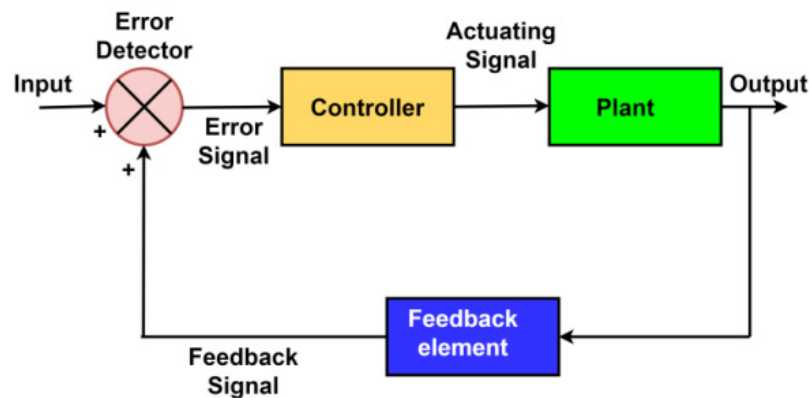 Error
Detector
Input
+
+
Error
Signal
Controller
Actuating
Signal
Plant
Output
Feedback
element
Feedback
Signal